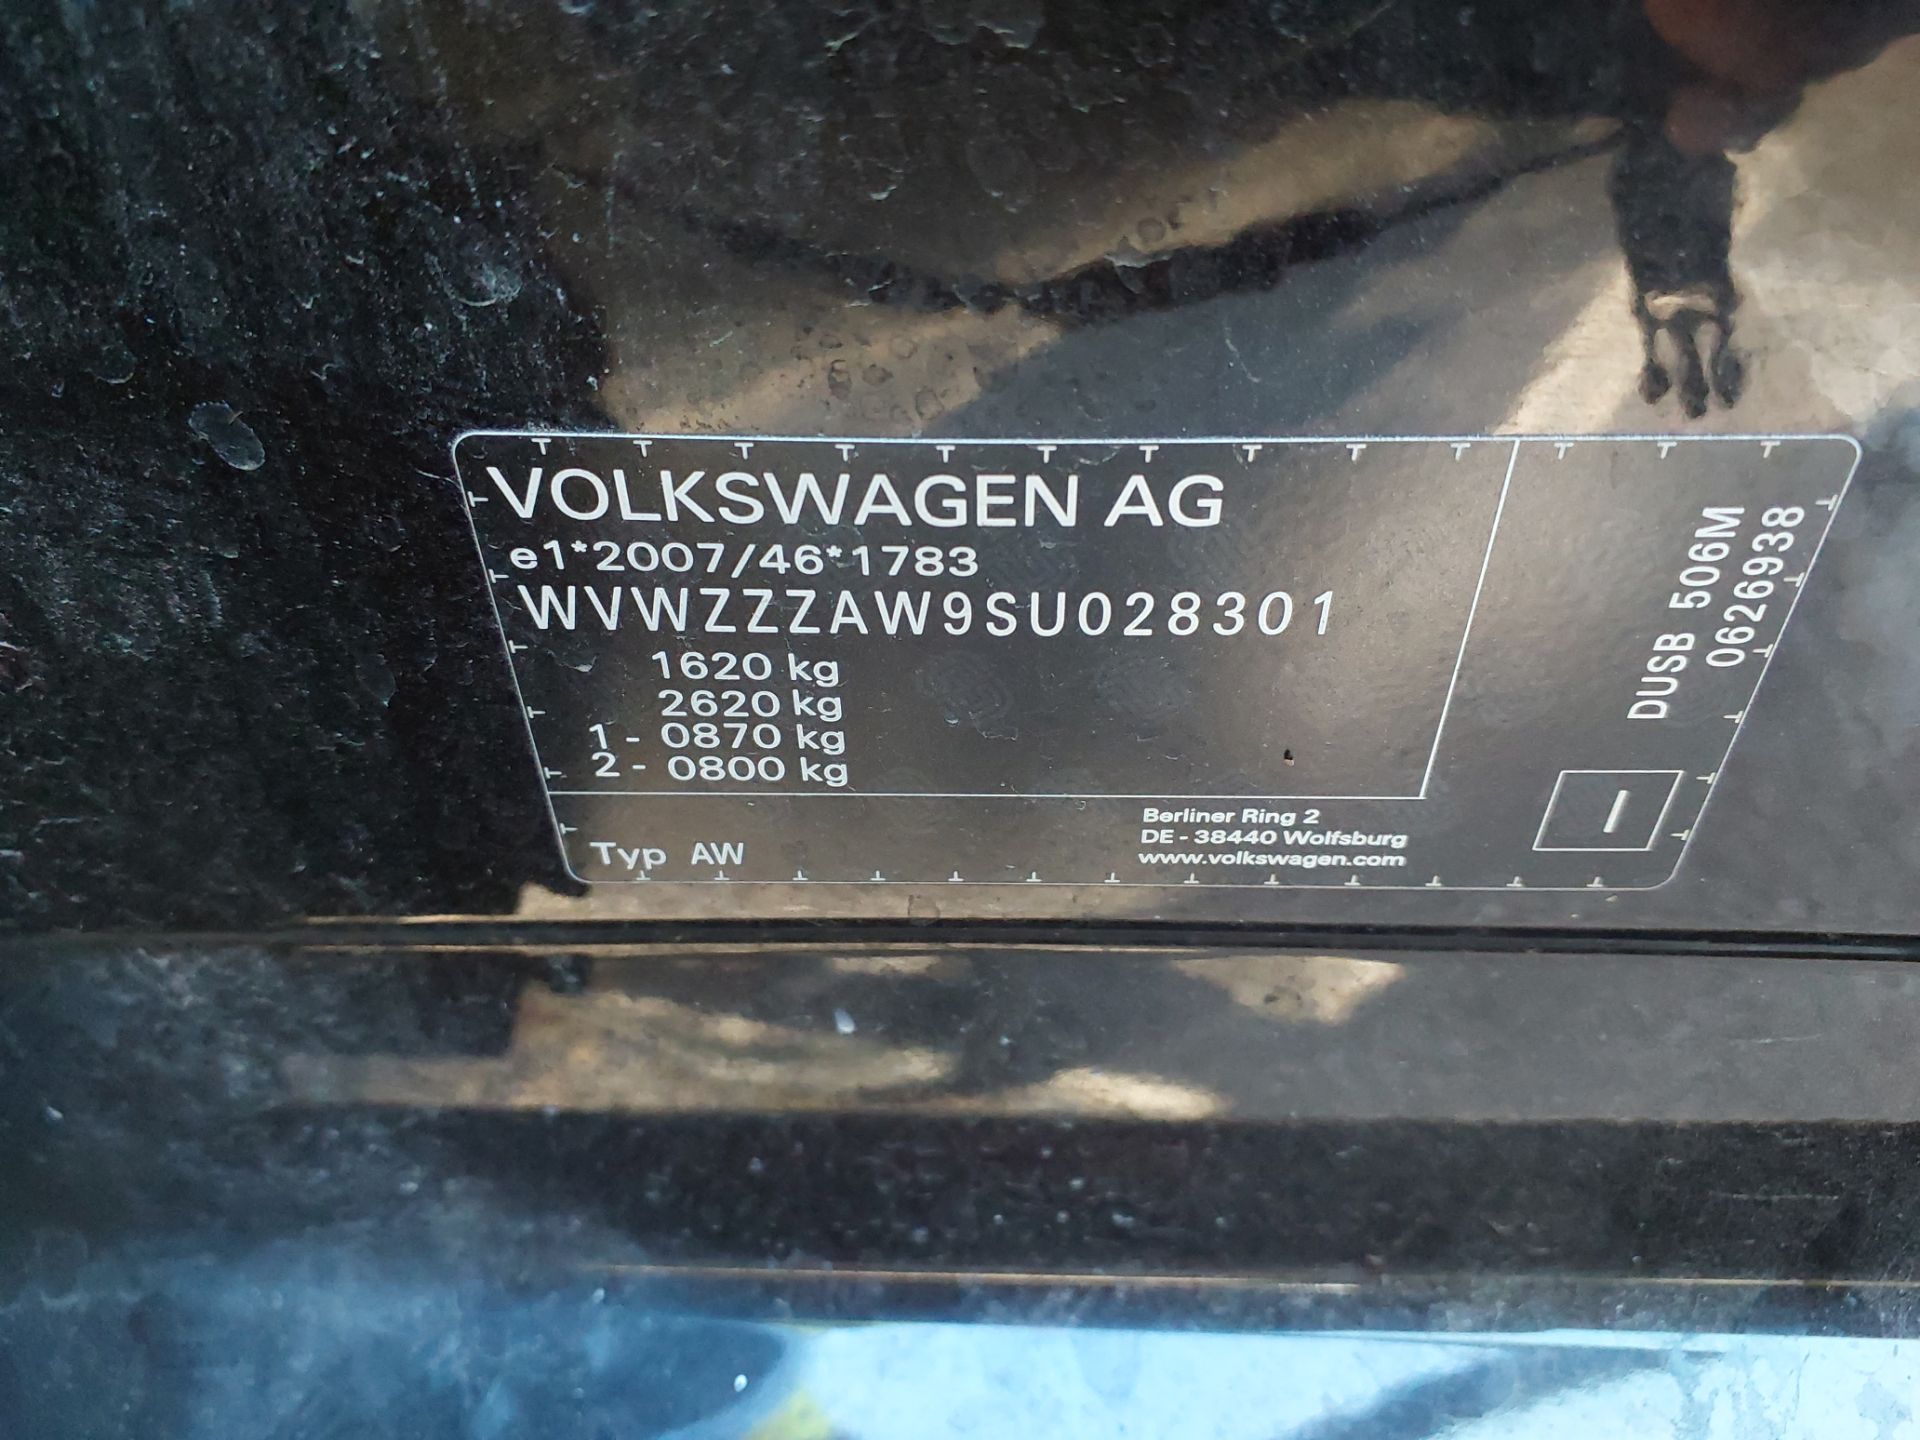 VOLKSWAGEN AG
e1*2007/46*1783
WVWZZZAW9SU028301
1620 kg
2620 kg
1 - 0870 kg
2 - 0800 kg
Typ AW
Berliner Ring 2
DE - 38440 Wolfsburg
www.volkswagen.com
DUSB 506M
0626938
I